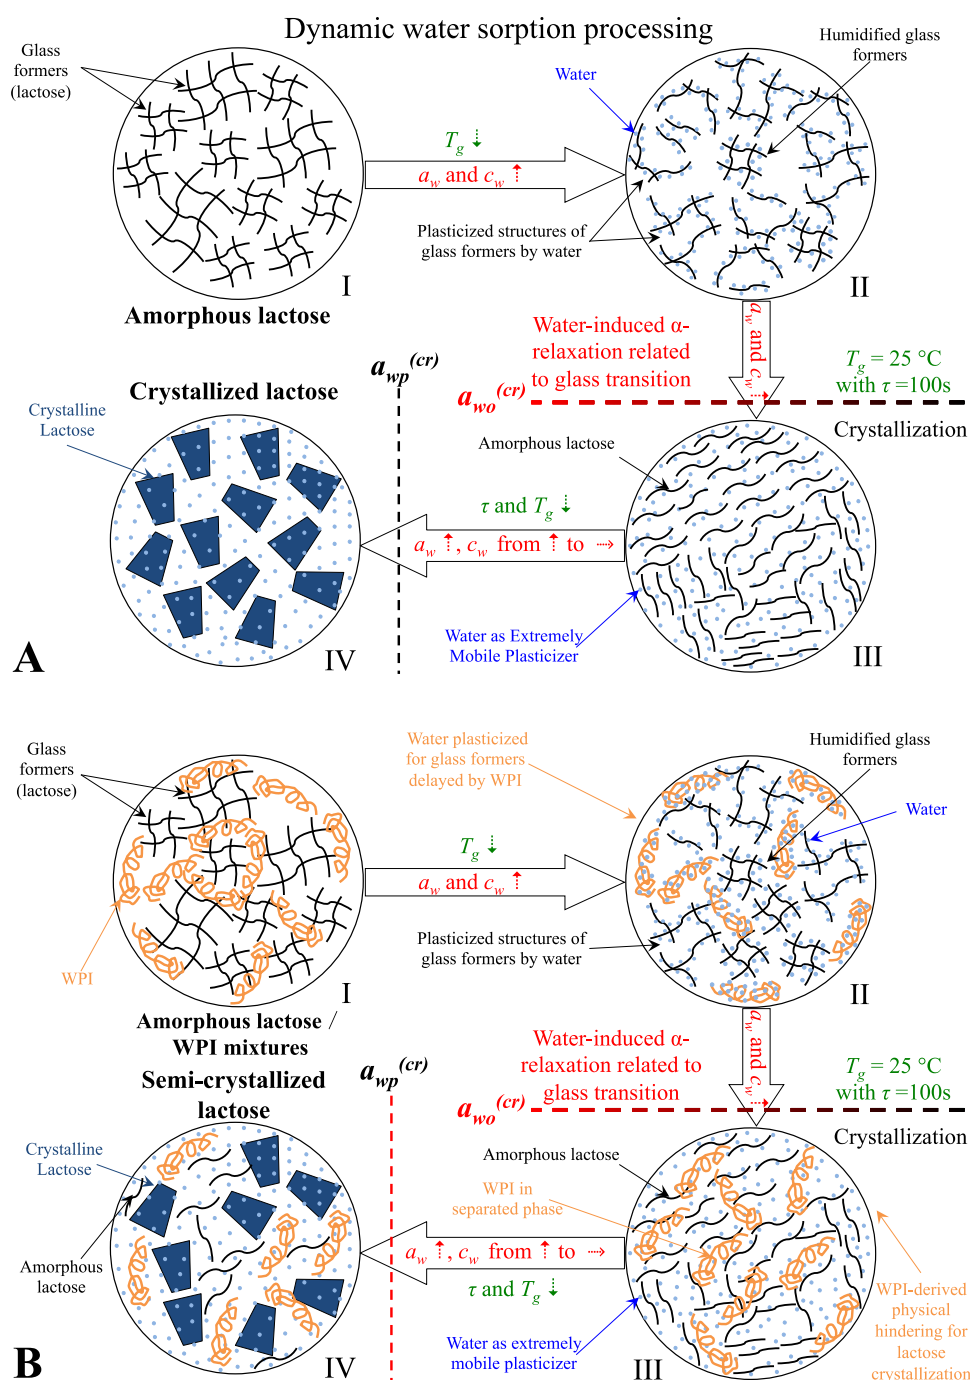 Dynamic water sorption processing
Glass
formers
(lactose)
Humidified glass
formers
Water
Tg ⇣
aw and cw ⇡
Plasticized structures of
glass formers by water
I
II
Amorphous lactose
aw and cw ⇢
Water-induced α-
relaxation related
to glass transition
Tg = 25 °C
with τ =100s
awp(cr)
awo(cr)
Crystallization
Crystallized lactose
Crystalline
Lactose
Amorphous lactose
τ and Tg ⇣
aw ⇡, cw from ⇡ to ⇢
Water as Extremely
Mobile Plasticizer
A
IV
III
Glass
formers
(lactose)
Water plasticized
for glass formers
delayed by WPI
Humidified glass
formers
Water
Tg ⇣
aw and cw ⇡
Plasticized structures of
glass formers by water
WPI
I
II
Amorphous lactose /
WPI mixtures
aw and cw ⇢
Water-induced α-
relaxation related to
glass transition
Tg = 25 °C
with τ =100s
awp(cr)
awo(cr)
Crystallization
Semi-crystallized
lactose
Crystalline
Lactose
Amorphous
lactose
Amorphous lactose
WPI in
separated phase
aw ⇡, cw from ⇡ to ⇢
τ and Tg ⇣
Water as extremely
mobile plasticizer
WPI-derived
physical
hindering for
lactose
crystallization
B
IV
III